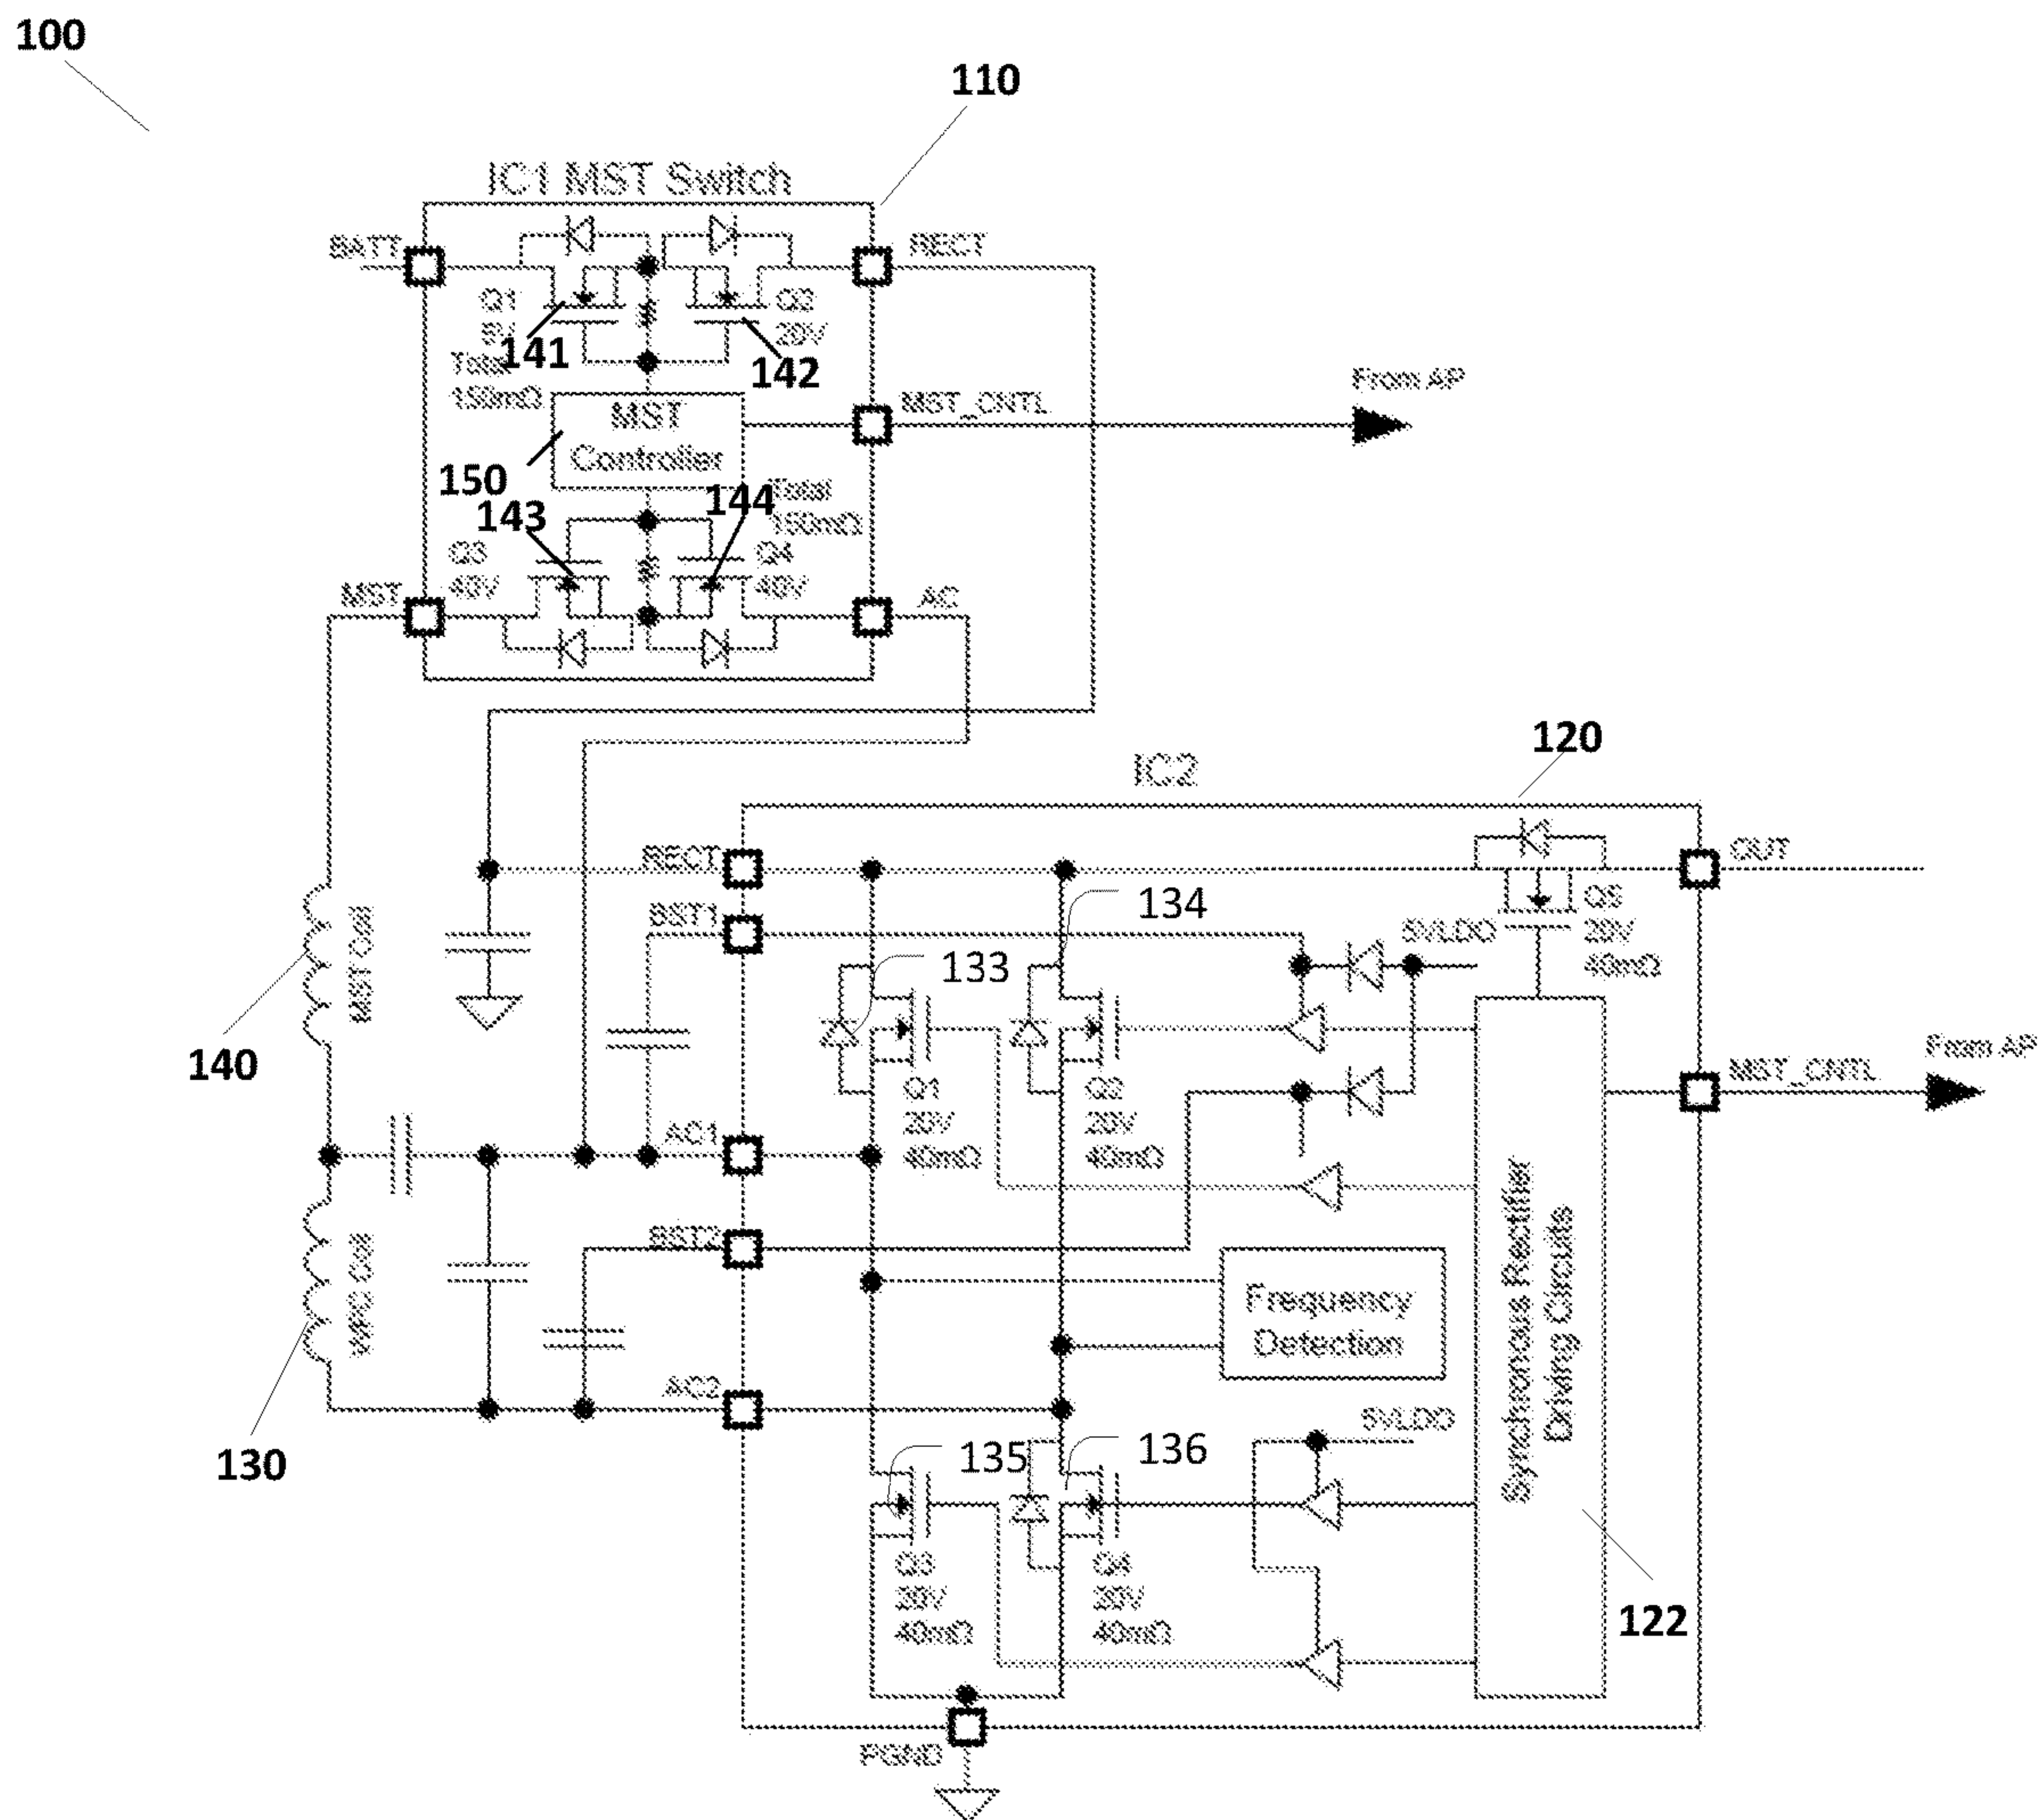 100
110
IC1 MST Switch
BATT
RECT
Q1
5V
141
Total
150mΩ
Q2
20V
142
MST_CNTL
From AP
MST
Controller
150
143
144
Total
150mΩ
Q3
40V
Q4
40V
MST
AC
120
IC2
RECT
OUT
BST1
134
133
5VLDO
Q5
20V
40mΩ
MST Coil
140
From AP
MST_CNTL
Q1
20V
40mΩ
Q2
20V
40mΩ
AC1
BST2
WPC Coil
130
Frequency
Detection
Synchronous Rectifier
Driving Circuits
AC2
5VLDO
135
136
Q3
20V
40mΩ
Q4
20V
40mΩ
122
PGND